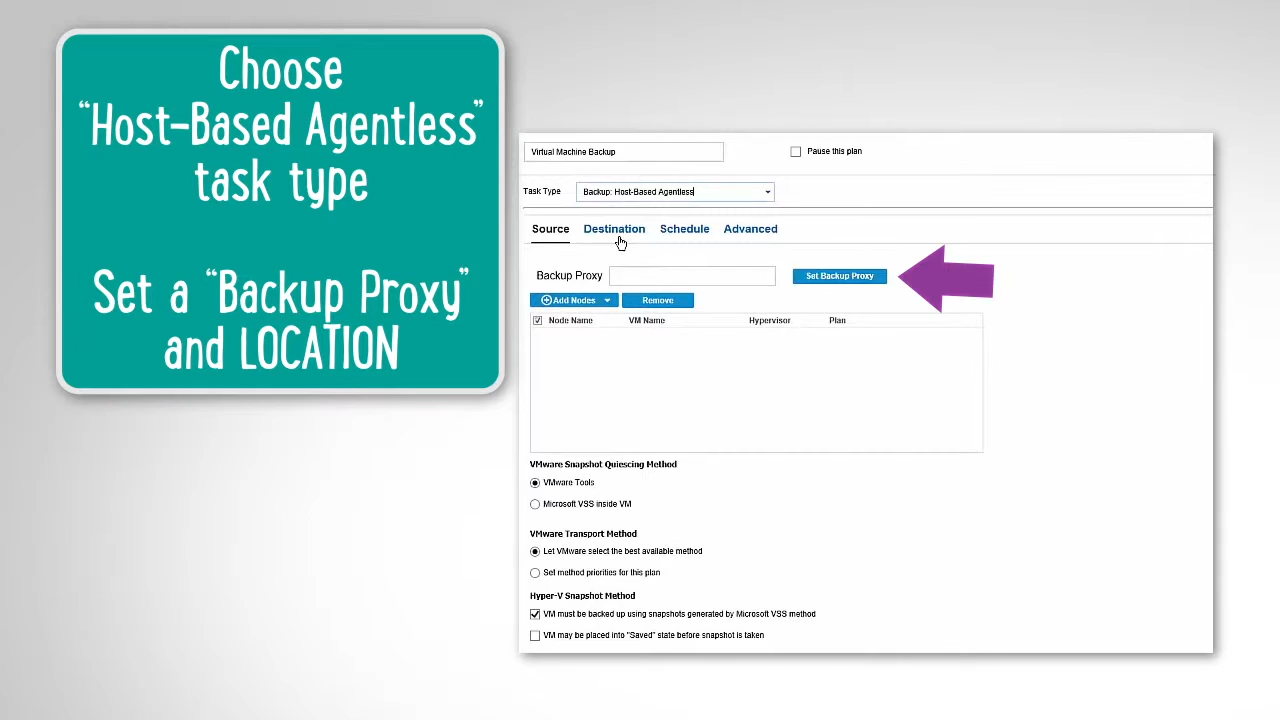 Choose
“Host-Based Agentless”
task type
Set a “Backup Proxy”
and LOCATION
Virtual Machine Backup
Pause this plan
Task Type
Backup: Host-Based Agentless
Source Destination Schedule Advanced
Backup Proxy
Set Backup Proxy
Add Nodes
Remove
Node Name VM Name Hypervisor Plan
VMware Snapshot Quiescing Method
VMware Tools
Microsoft VSS inside VM
VMware Transport Method
Let VMware select the best available method
Set method priorities for this plan
Hyper-V Snapshot Method
VM must be backed up using snapshots generated by Microsoft VSS method
VM may be placed into "Saved" state before snapshot is taken